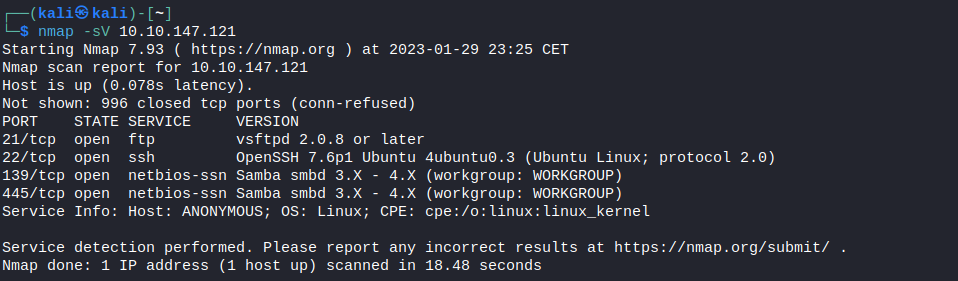 ┌──(kali㉿kali)-[~]
└─$ nmap -sV 10.10.147.121
Starting Nmap 7.93 ( https://nmap.org ) at 2023-01-29 23:25 CET
Nmap scan report for 10.10.147.121
Host is up (0.078s latency).
Not shown: 996 closed tcp ports (conn-refused)
PORT    STATE SERVICE     VERSION
21/tcp  open  ftp         vsftpd 2.0.8 or later
22/tcp  open  ssh         OpenSSH 7.6p1 Ubuntu 4ubuntu0.3 (Ubuntu Linux; protocol 2.0)
139/tcp open  netbios-ssn Samba smbd 3.X - 4.X (workgroup: WORKGROUP)
445/tcp open  netbios-ssn Samba smbd 3.X - 4.X (workgroup: WORKGROUP)
Service Info: Host: ANONYMOUS; OS: Linux; CPE: cpe:/o:linux:linux_kernel
Service detection performed. Please report any incorrect results at https://nmap.org/submit/ .
Nmap done: 1 IP address (1 host up) scanned in 18.48 seconds